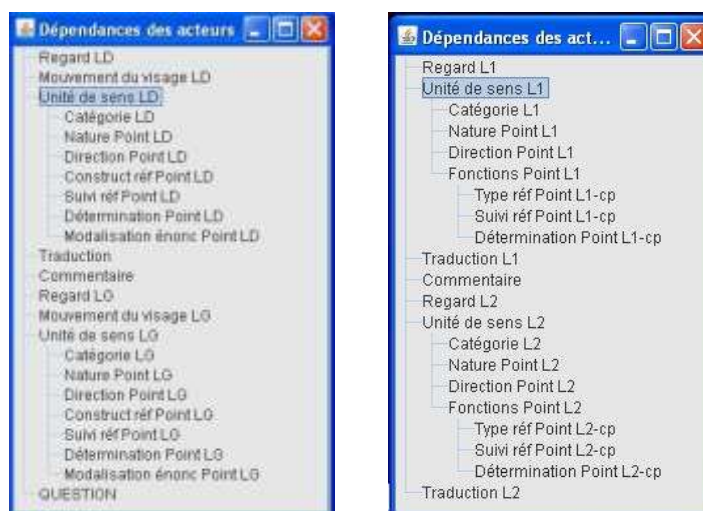 Dépendances des acteurs
Regard LD
Mouvement du visage LD
Unité de sens LD
Catégorie LD
Nature Point LD
Direction Point LD
Construct réf Point LD
Suivi réf Point LD
Détermination Point LD
Modalisation énonc Point LD
Traduction
Commentaire
Regard LG
Mouvement du visage LG
Unité de sens LG
Catégorie LG
Nature Point LG
Direction Point LG
Construct réf Point LG
Suivi réf Point LG
Détermination Point LG
Modalisation énonc Point LG
QUESTION
Dépendances des act...
Regard L1
Unité de sens L1
Catégorie L1
Nature Point L1
Direction Point L1
Fonctions Point L1
Type réf Point L1-cp
Suivi réf Point L1-cp
Détermination Point L1-cp
Traduction L1
Commentaire
Regard L2
Unité de sens L2
Catégorie L2
Nature Point L2
Direction Point L2
Fonctions Point L2
Type réf Point L2-cp
Suivi réf Point L2-cp
Détermination Point L2-cp
Traduction L2